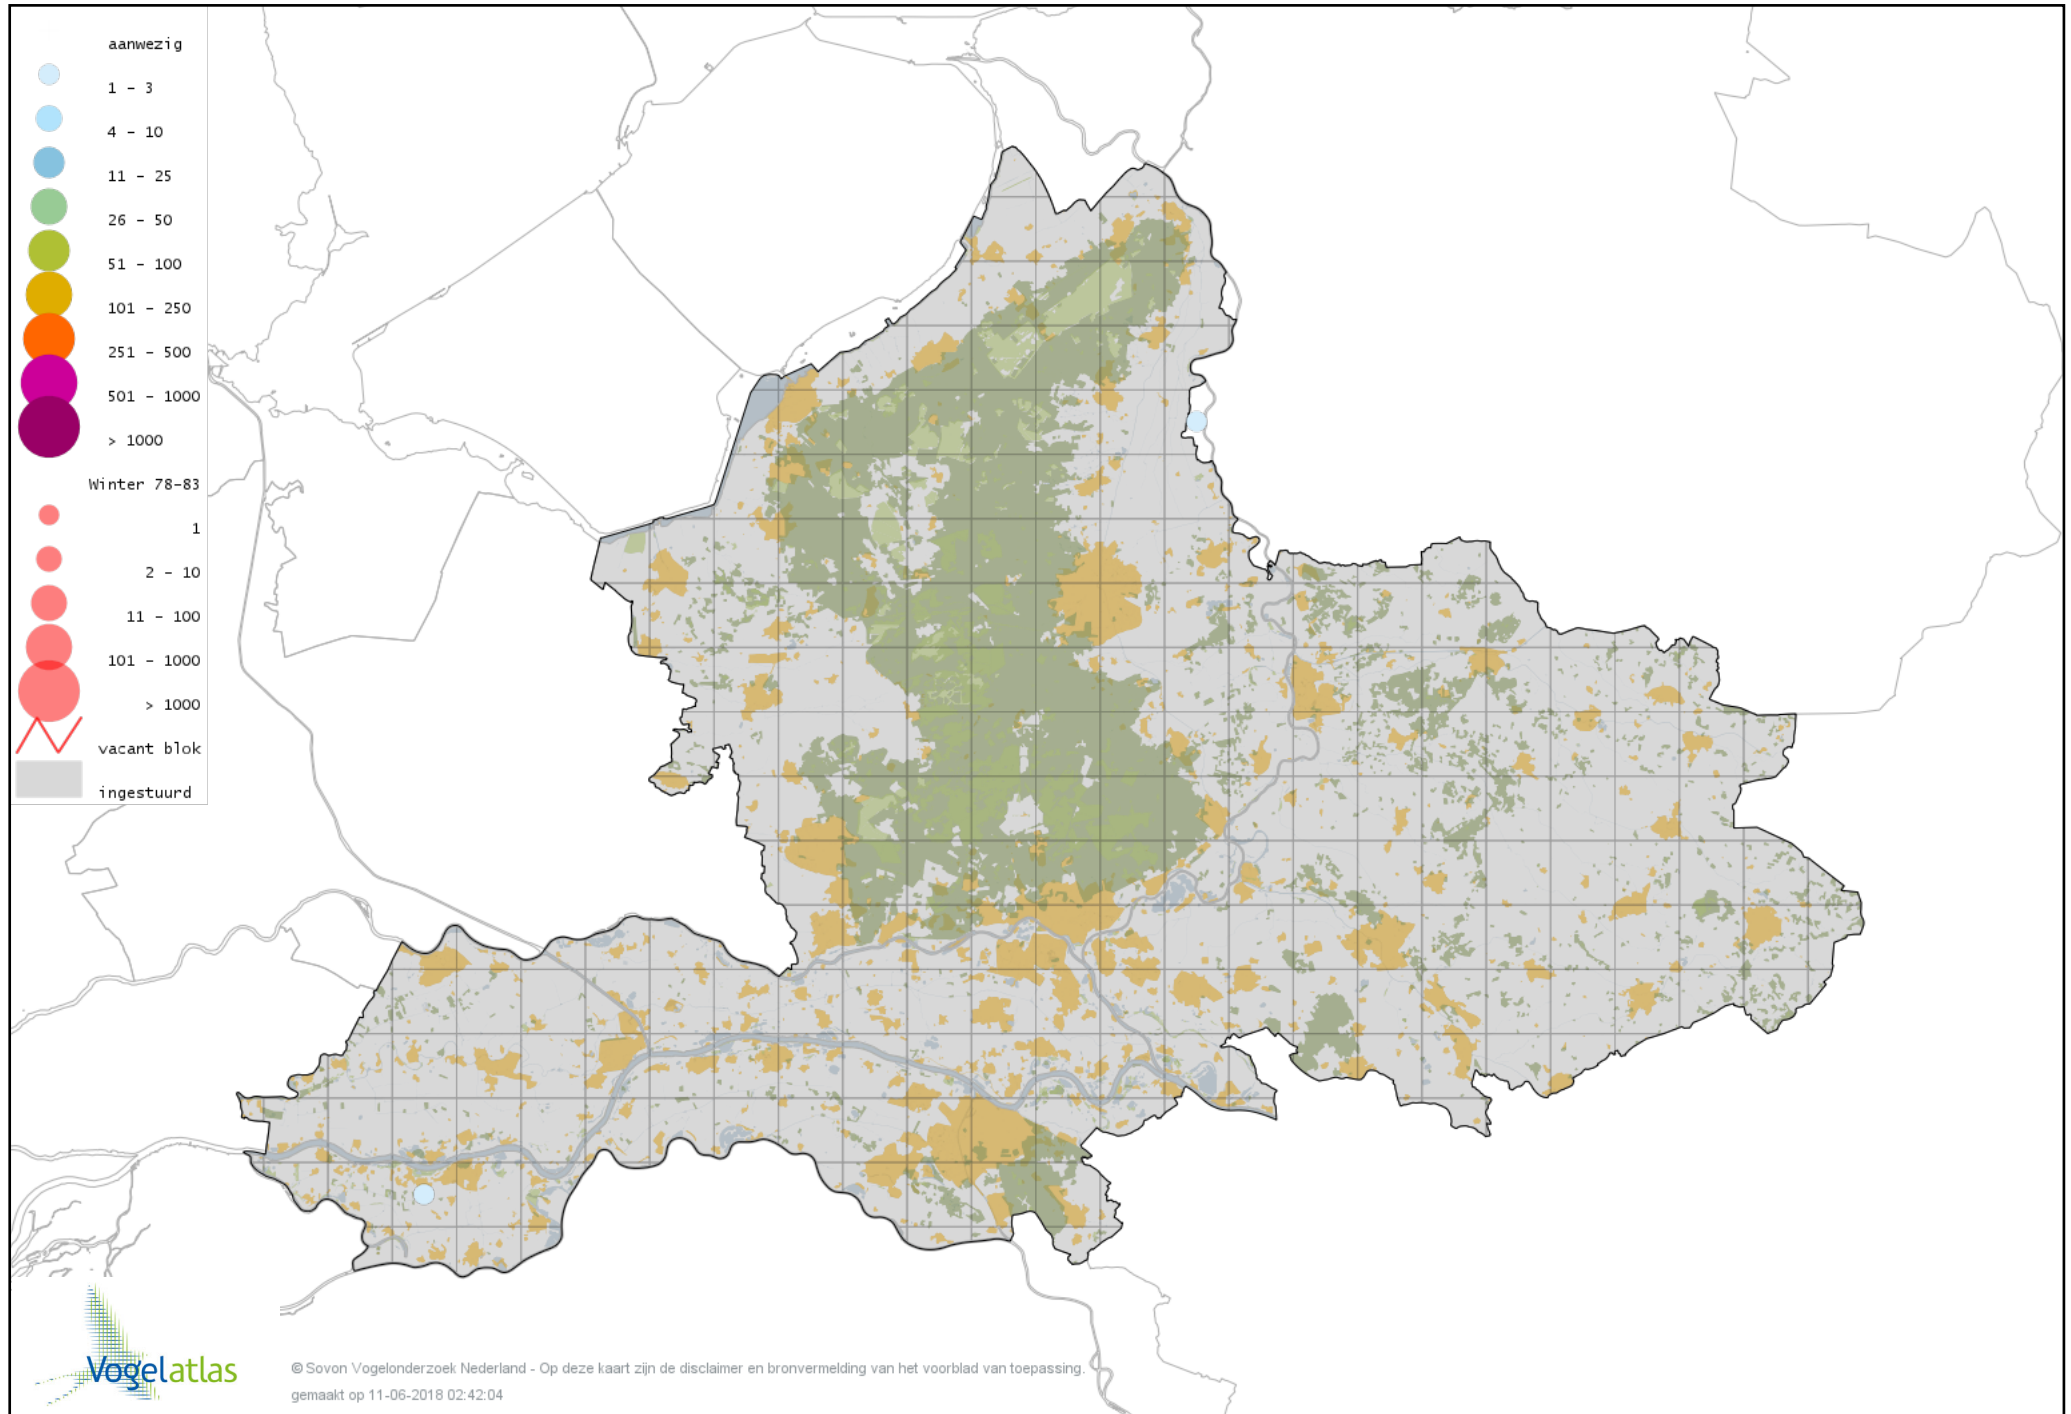 aanwezig
1 - 3
4 - 10
11 - 25
26 - 50
51 - 100
101 - 250
251 - 500
501 - 1000
> 1000
Winter 78-83
1
2 - 10
11 - 100
101 - 1000
> 1000
vacant blok
ingestuurd
Vogelatlas
© Sovon Vogelonderzoek Nederland - Op deze kaart zijn de disclaimer en bronvermelding van het voorblad van toepassing.
gemaakt op 11-06-2018 02:42:04